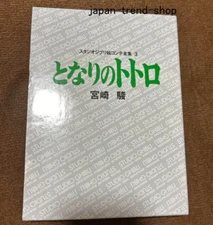 japan-trend-shop
スタジオジブリ絵コンテ全集 3
となりのトトロ
宮崎 駿